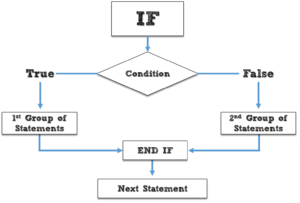 IF
True
Condition
False
1st Group of
Statements
2nd Group of
Statements
END IF
Next Statement